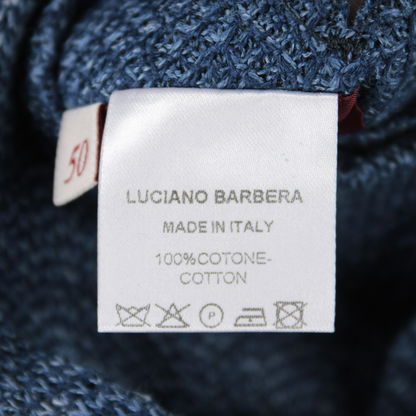 50
LUCIANO BARBERA
MADE IN ITALY
100%COTONE-
COTTON
P